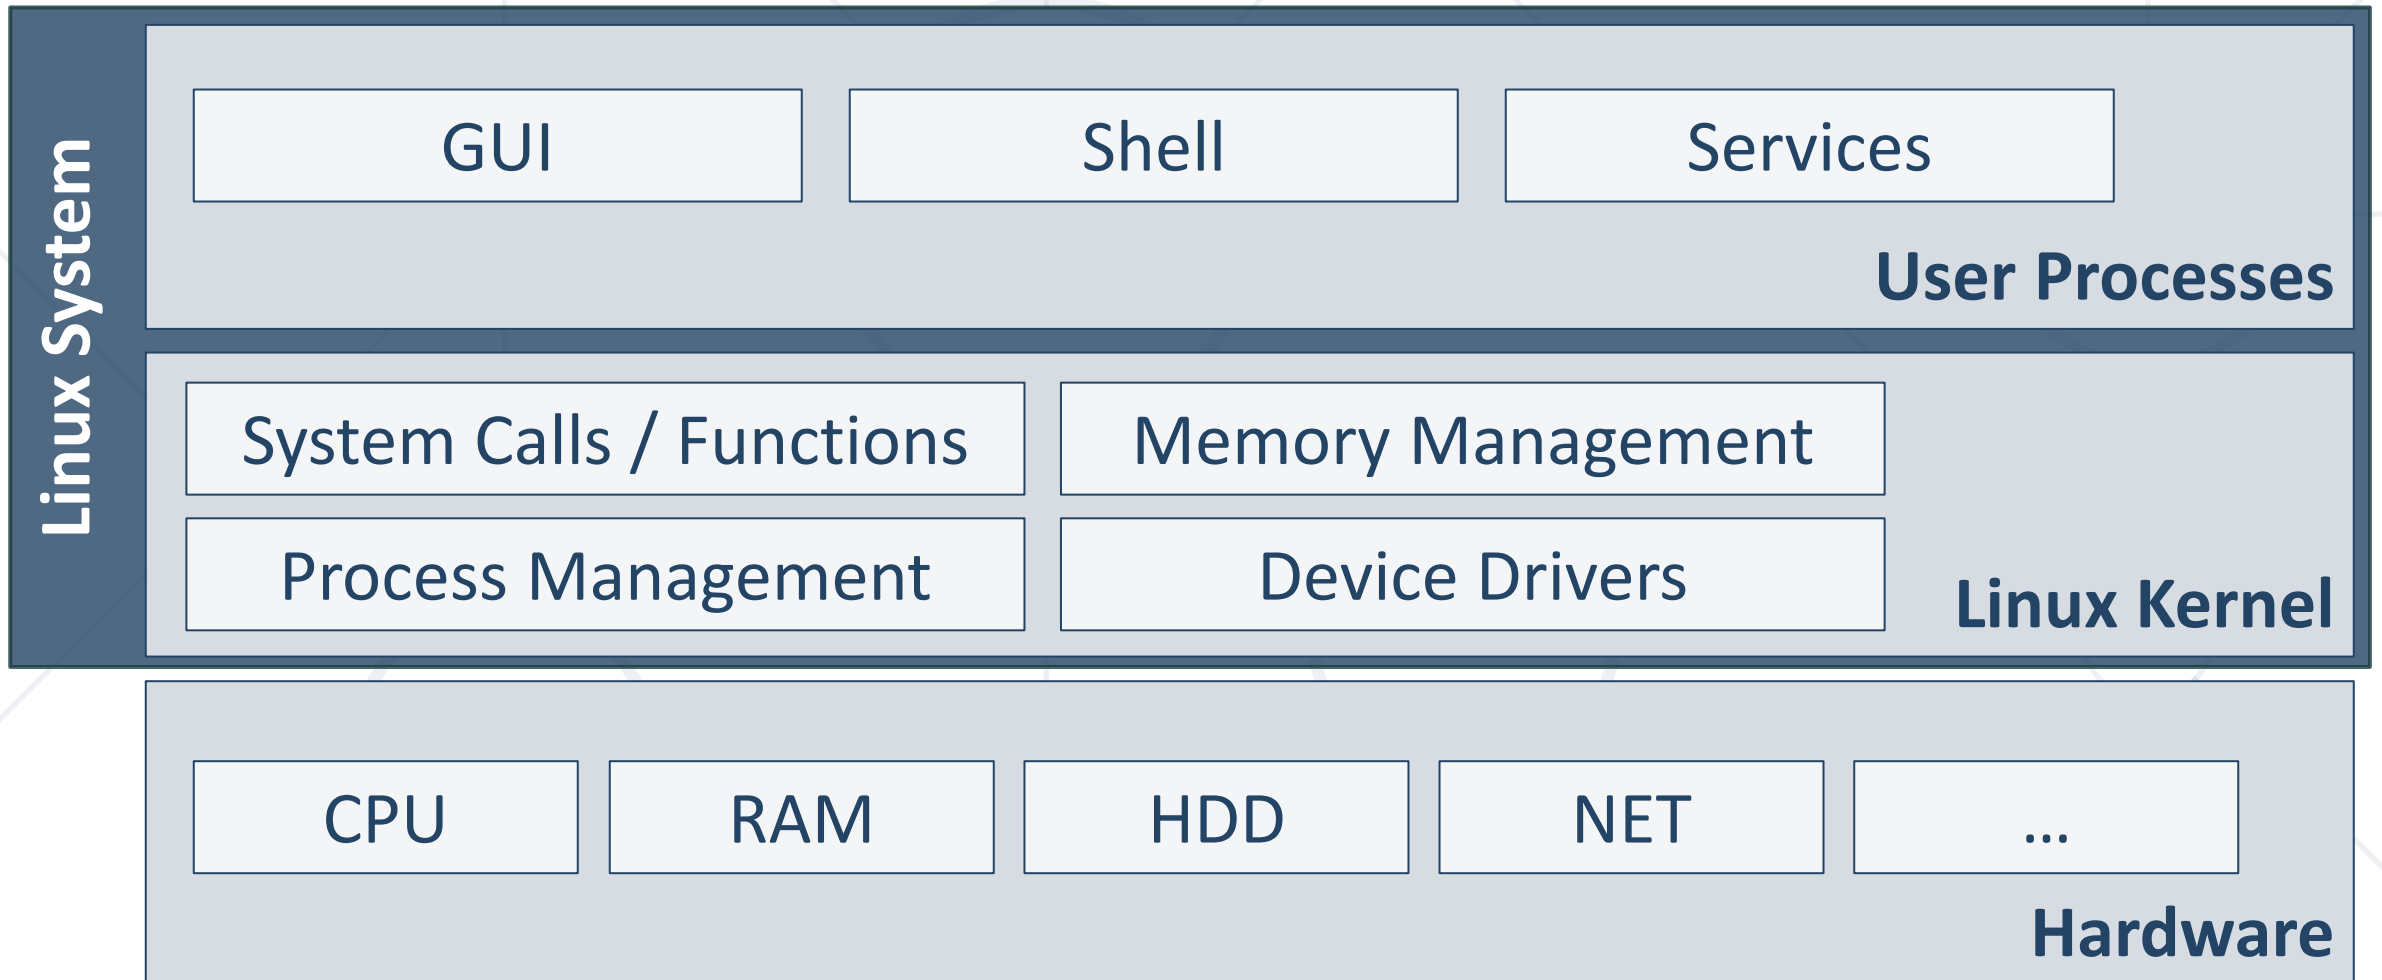 Linux System
GUI
Shell
Services
User Processes
System Calls / Functions
Memory Management
Process Management
Device Drivers
Linux Kernel
CPU
RAM
HDD
NET
...
Hardware